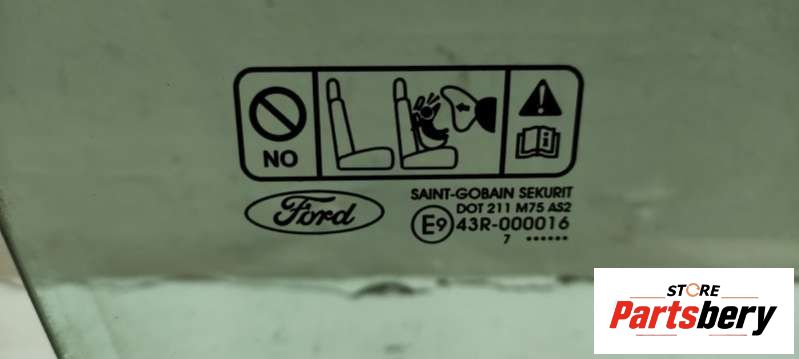 NO
SAINT-GOBAIN SEKURIT
Ford
DOT 211 M75 AS2
E9 43R-000016
7 ••••••
STORE
Partsbery